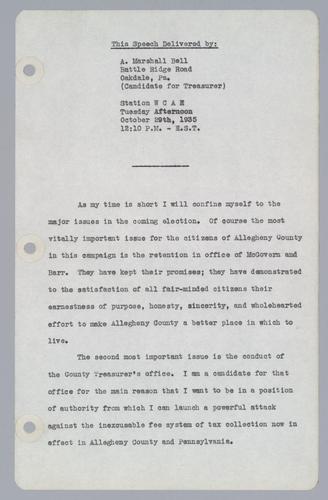 This Speech Delivered by:
A. Marshall Bell
Battle Ridge Road
Oakdale, Pa.
(Candidate for Treasurer)
Station W C A E
Tuesday Afternoon
October 29th, 1935
12:10 P.M. - E.S.T.
As my time is short I will confine myself to the
major issues in the coming election. Of course the most
vitally important issue for the citizens of Allegheny County
in this campaign is the retention in office of McGovern and
Barr. They have kept their promises; they have demonstrated
to the satisfaction of all fair-minded citizens their
earnestness of purpose, honesty, sincerity, and wholehearted
effort to make Allegheny County a better place in which to
live.
The second most important issue is the conduct of
the County Treasurer's office. I am a candidate for that
office for the main reason that I want to be in a position
of authority from which I can launch a powerful attack
against the inexcusable fee system of tax collection now in
effect in Allegheny County and Pennsylvania.